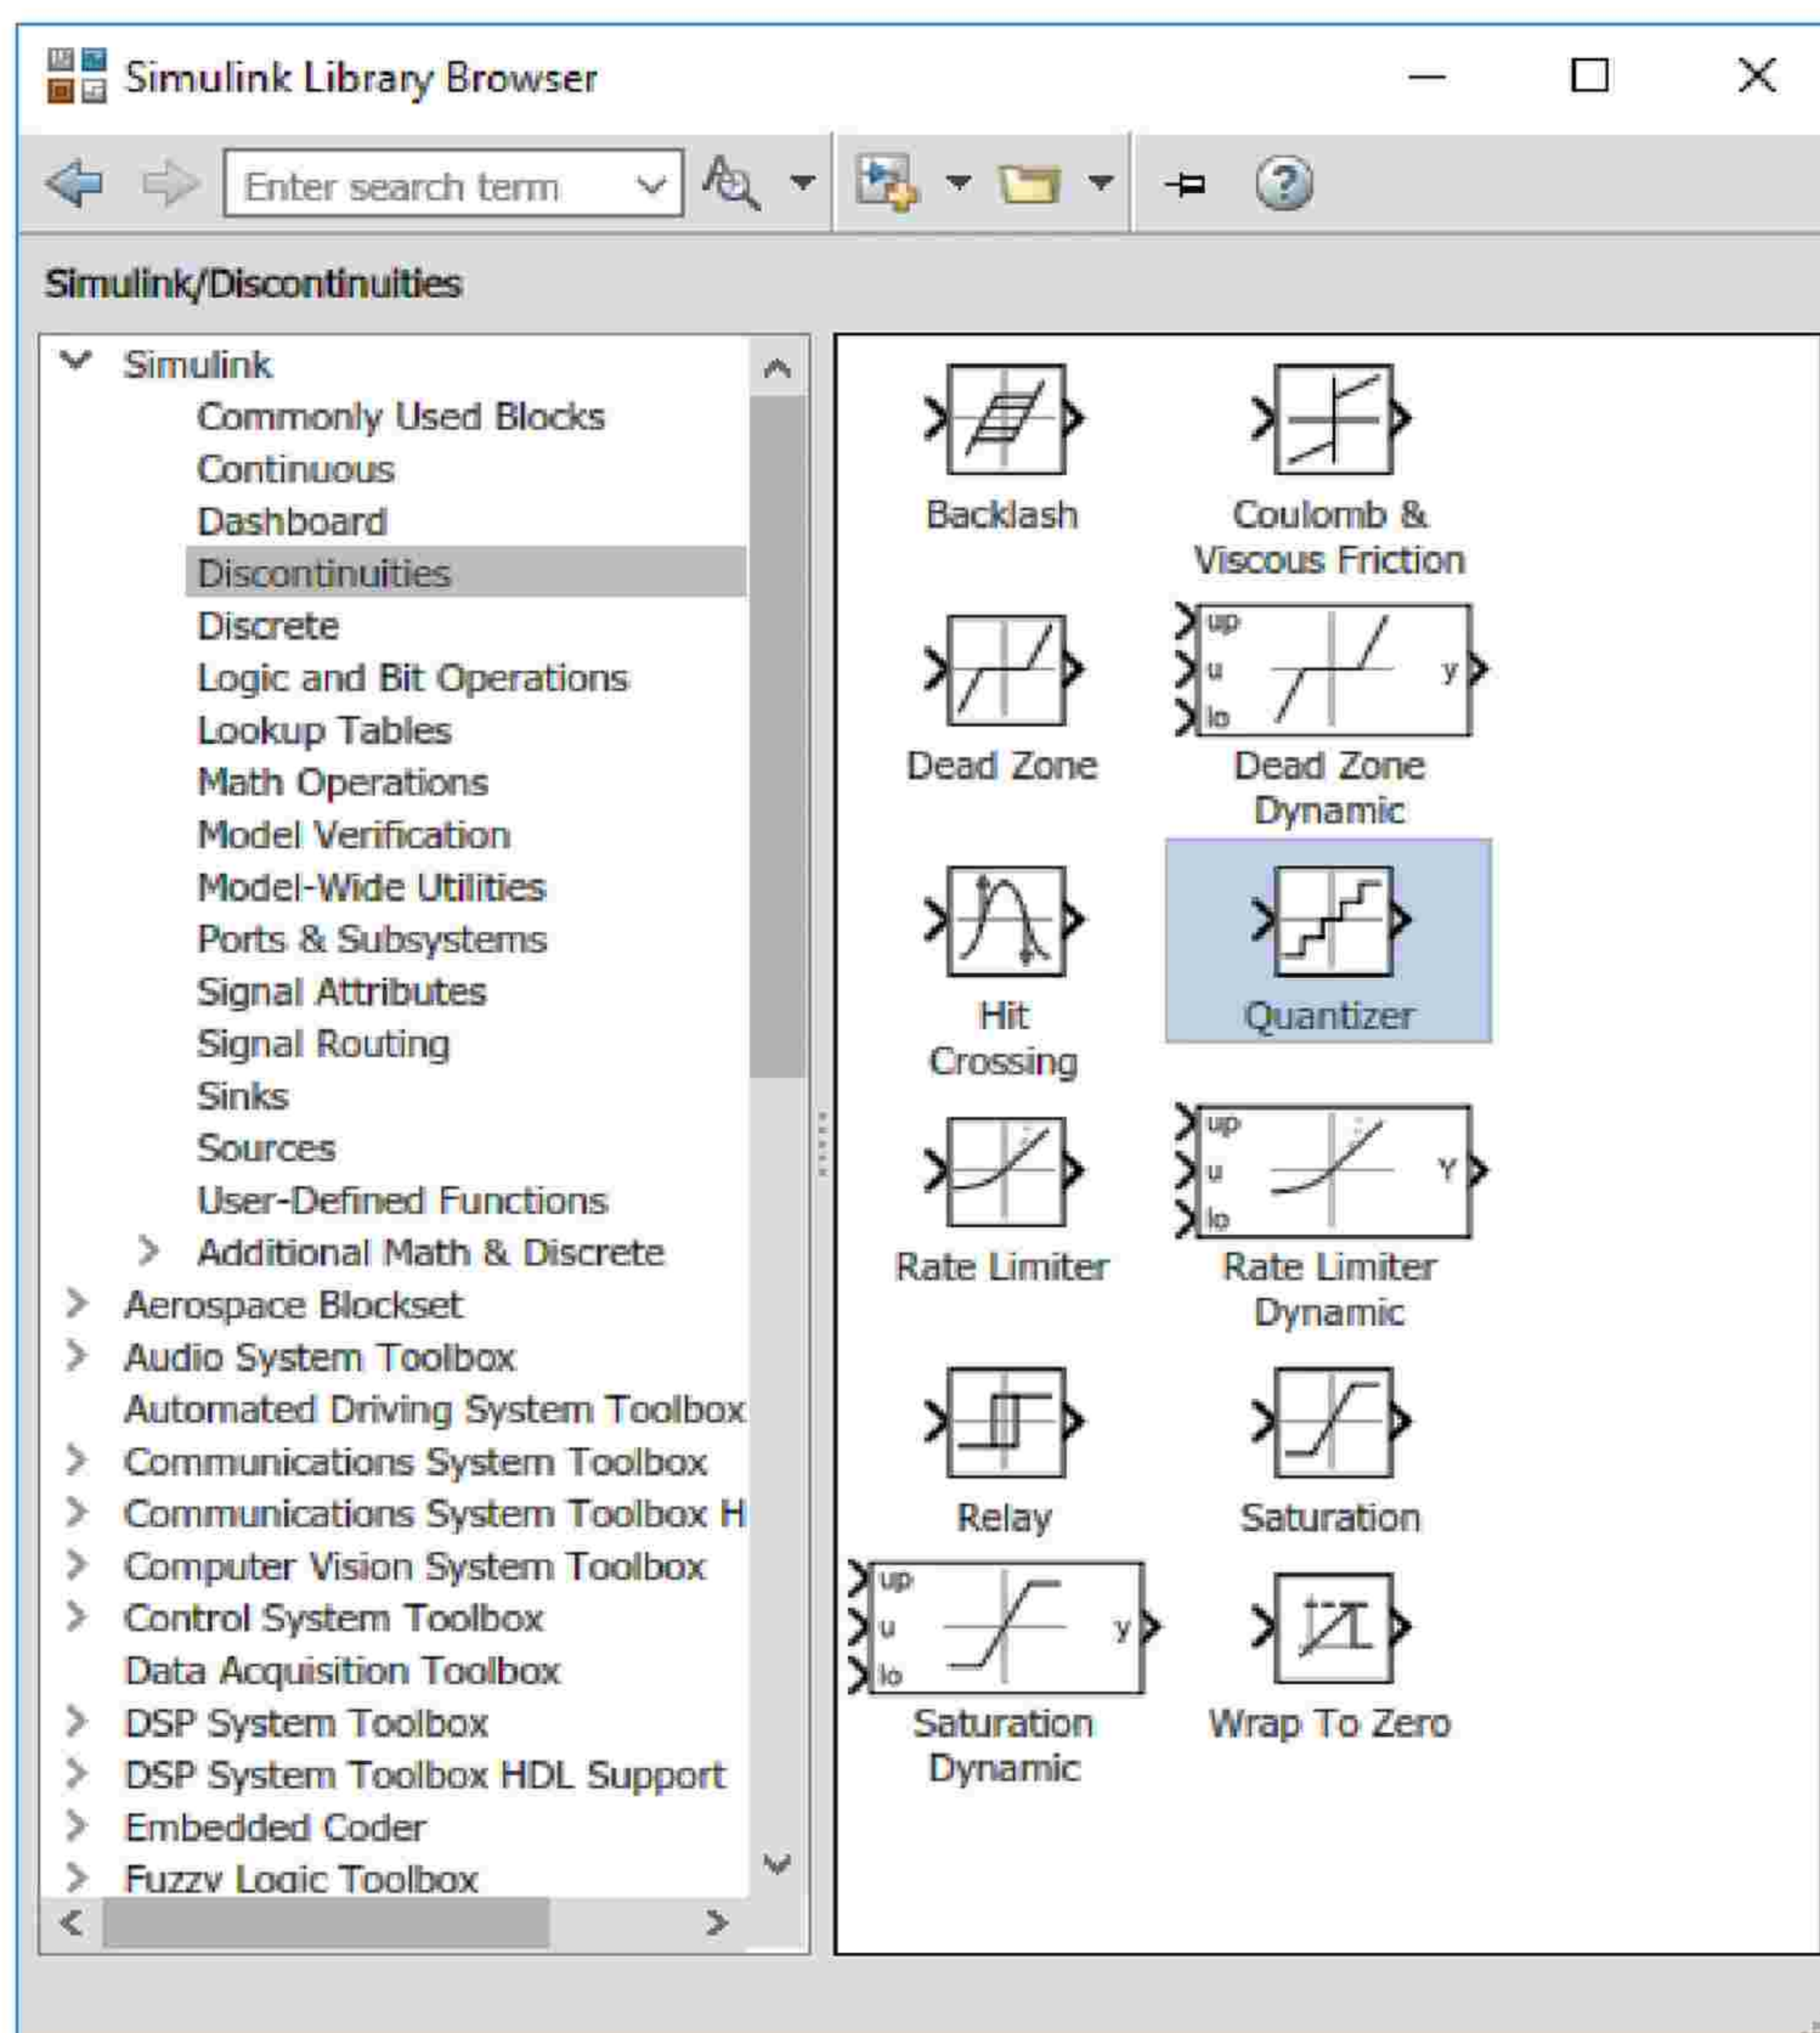 Simulink Library Browser
Enter search term
Simulink/Discontinuities
Simulink
Commonly Used Blocks
Continuous
Dashboard
Discontinuities
Discrete
Logic and Bit Operations
Lookup Tables
Math Operations
Model Verification
Model-Wide Utilities
Ports & Subsystems
Signal Attributes
Signal Routing
Sinks
Sources
User-Defined Functions
Additional Math & Discrete
Aerospace Blockset
Audio System Toolbox
Automated Driving System Toolbox
Communications System Toolbox
Communications System Toolbox H
Computer Vision System Toolbox
Control System Toolbox
Data Acquisition Toolbox
DSP System Toolbox
DSP System Toolbox HDL Support
Embedded Coder
Fuzzy Logic Toolbox
Backlash
Coulomb &
Viscous Friction
Dead Zone
up
u
lo
y
Dead Zone
Dynamic
Hit
Crossing
Quantizer
Rate Limiter
up
u
lo
Y
Rate Limiter
Dynamic
Relay
Saturation
up
u
lo
y
Saturation
Dynamic
Wrap To Zero